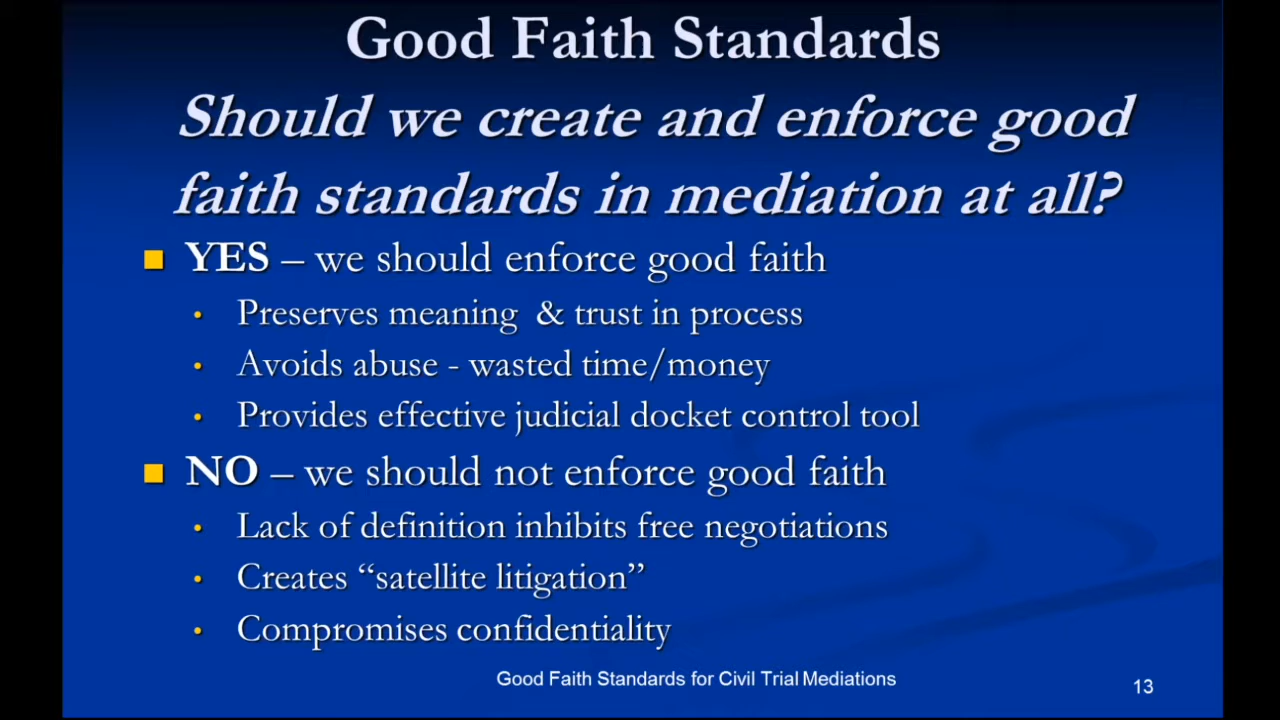 Good Faith Standards
Should we create and enforce good
faith standards in mediation at all?
YES – we should enforce good faith
Preserves meaning & trust in process
Avoids abuse - wasted time/money
Provides effective judicial docket control tool
NO – we should not enforce good faith
Lack of definition inhibits free negotiations
Creates “satellite litigation”
Compromises confidentiality
Good Faith Standards for Civil Trial Mediations
13